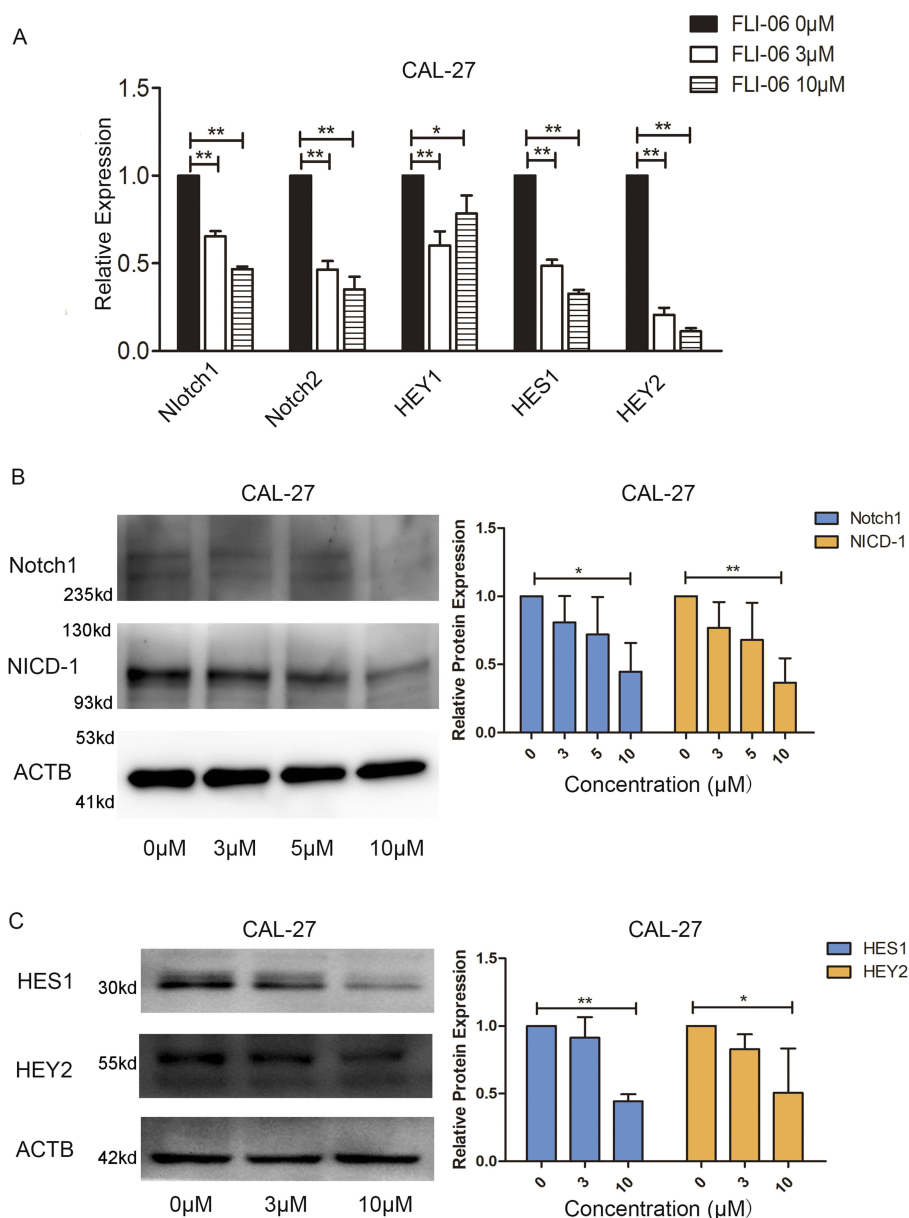 A
FLI-06 0μM
FLI-06 3μM
FLI-06 10μM
CAL-27
1.5
1.0
0.5
0.0
Relative Expression
** ** ** ** * ** ** ** ** **
Nlotch1 Notch2 HEY1 HES1 HEY2
B
CAL-27
Notch1
235kd
130kd
NICD-1
93kd
53kd
ACTB
41kd
0μM 3μM 5μM 10μM
CAL-27
Notch1
NICD-1
1.5
1.0
0.5
0.0
Relative Protein Expression
* **
0 3 5 10 0 3 5 10
Concentration (μM)
C
CAL-27
HES1
30kd
HEY2
55kd
ACTB
42kd
0μM 3μM 10μM
CAL-27
HES1
HEY2
1.5
1.0
0.5
0.0
Relative Protein Expression
** *
0 3 10 0 3 10
Concentration (μM)